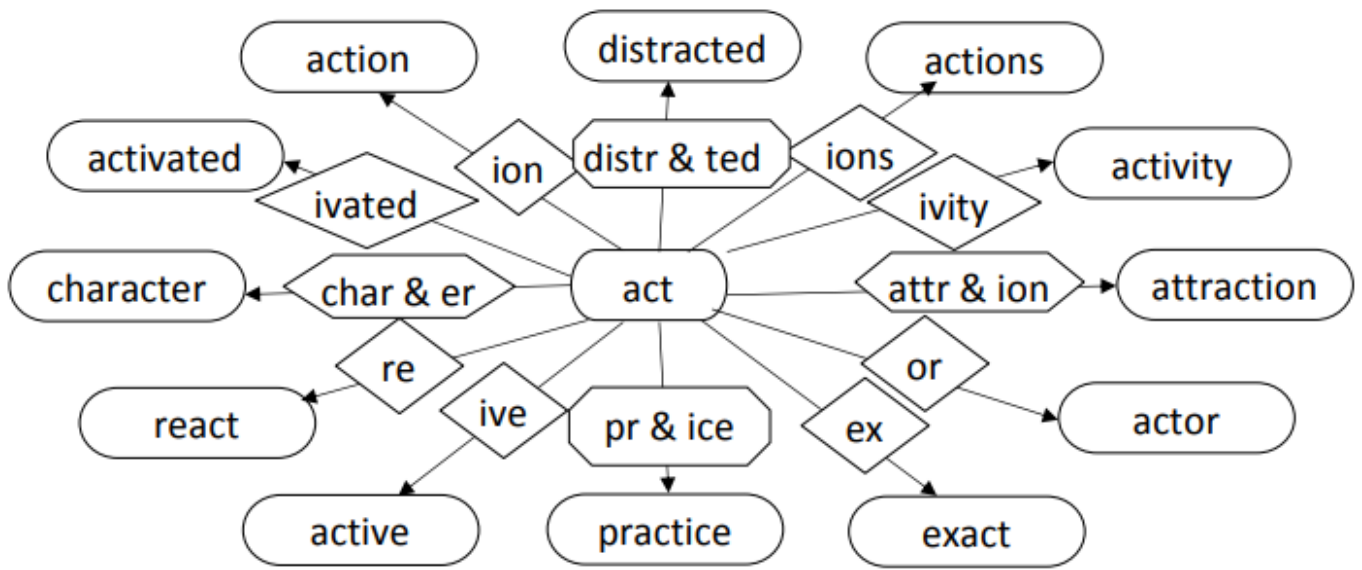 action
distracted
actions
activated
ion
distr & ted
ions
activity
ivated
ivity
character
char & er
act
attr & ion
attraction
re
or
react
ive
pr & ice
ex
actor
active
practice
exact